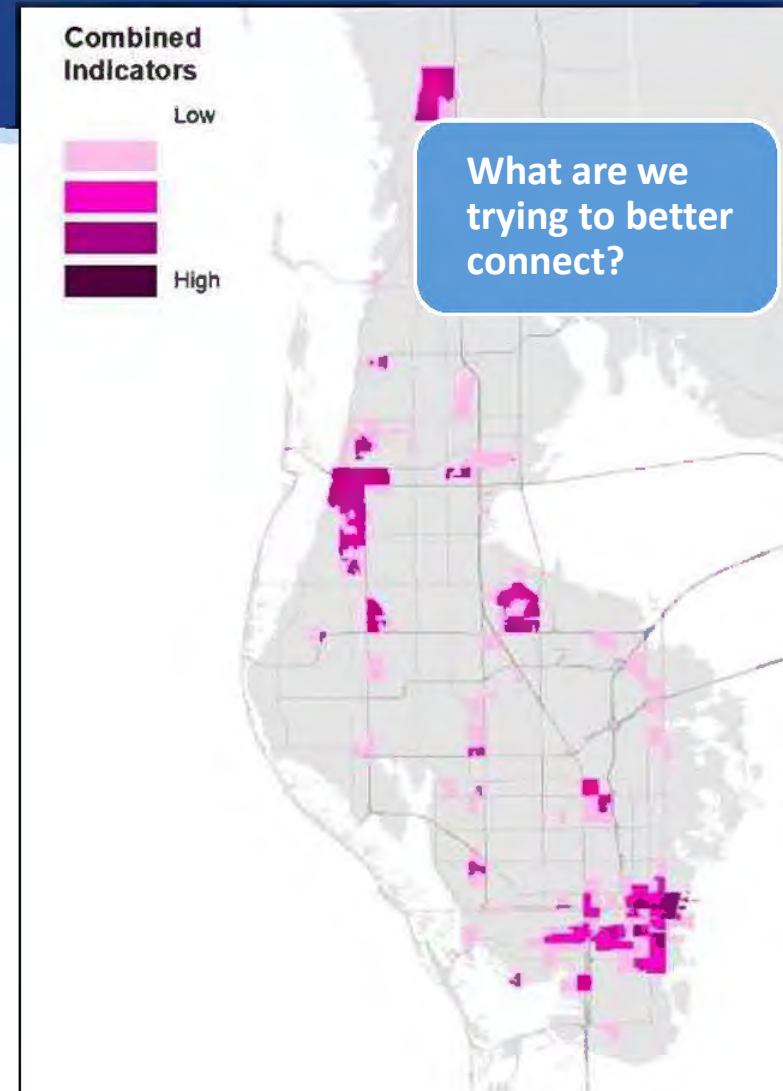 Combined
Indicators
Low
High
What are we
trying to better
connect?